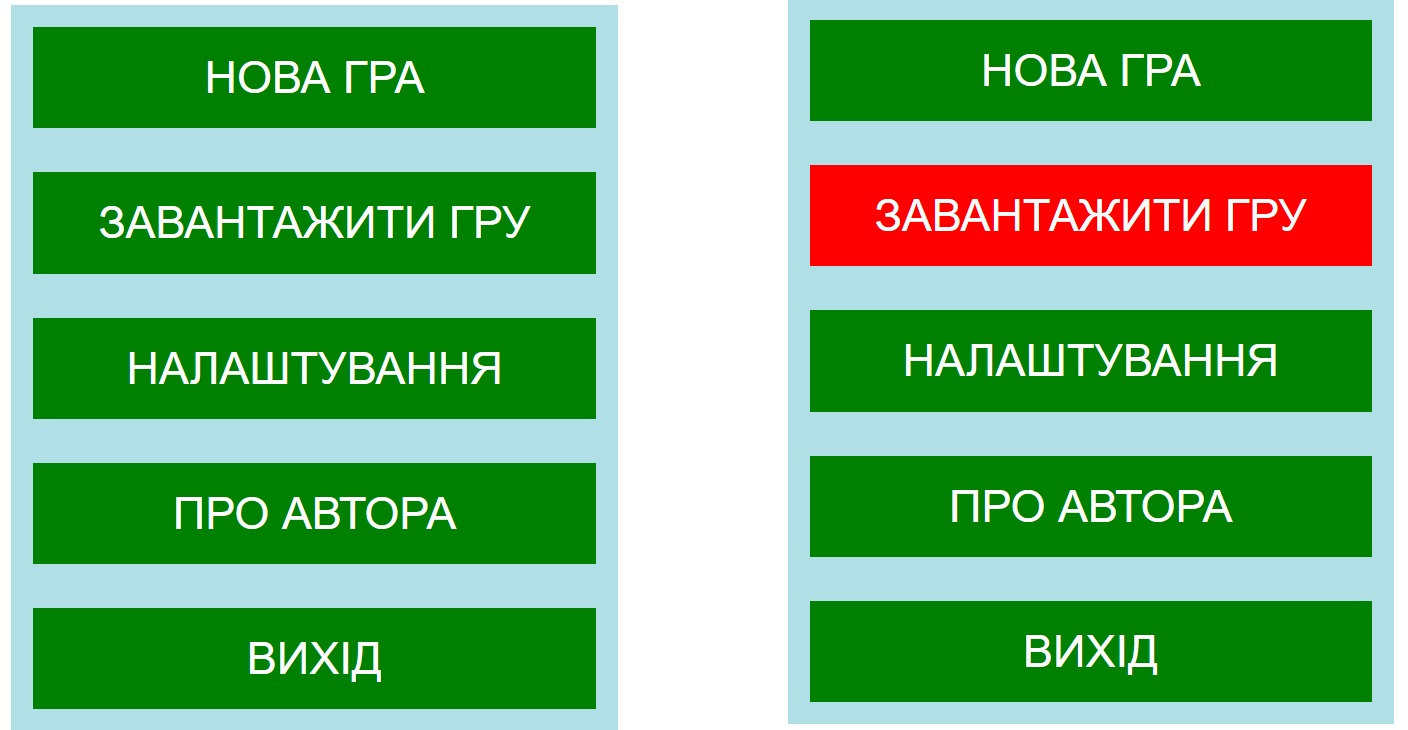 НОВА ГРА
ЗАВАНТАЖИТИ ГРУ
НАЛАШТУВАННЯ
ПРО АВТОРА
ВИХІД
НОВА ГРА
ЗАВАНТАЖИТИ ГРУ
НАЛАШТУВАННЯ
ПРО АВТОРА
ВИХІД